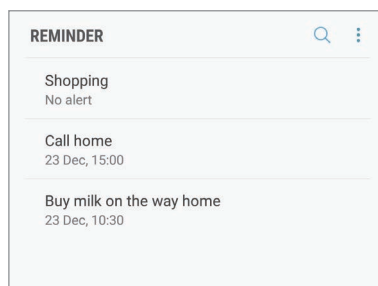 REMINDER
Shopping
No alert
Call home
23 Dec, 15:00
Buy milk on the way home
23 Dec, 10:30